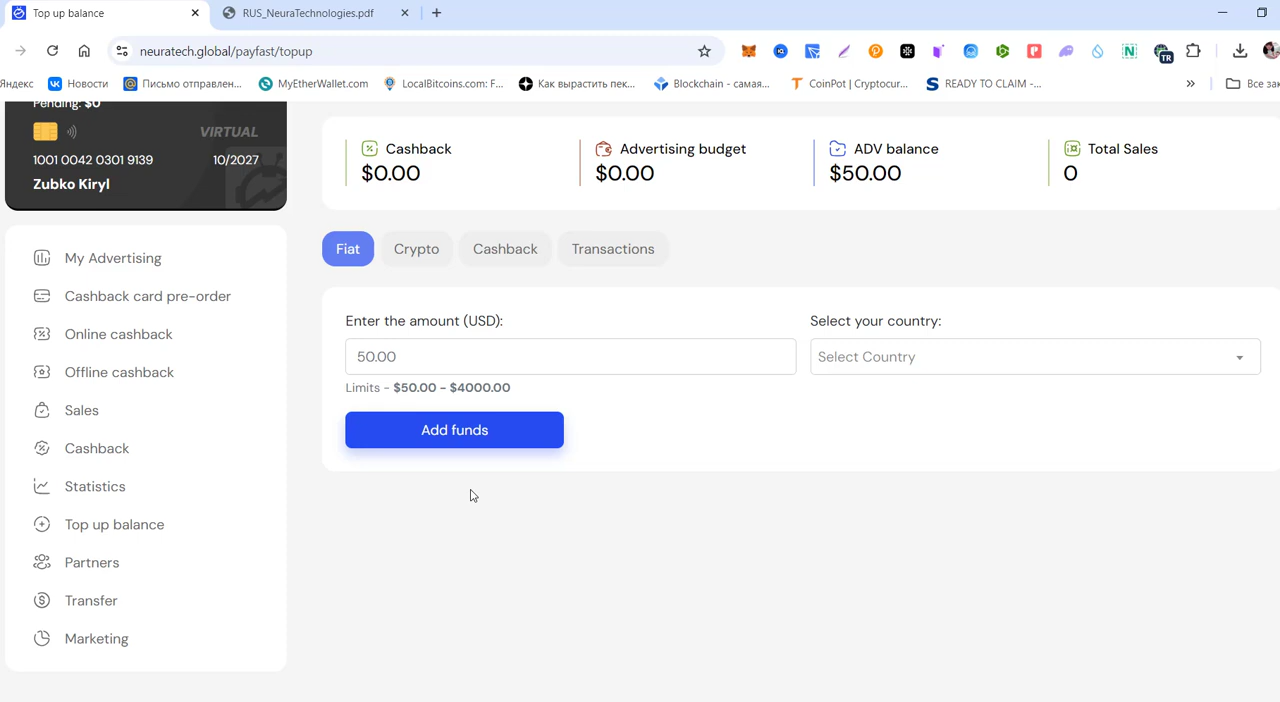 Top up balance
RUS_NeuraTechnologies.pdf
neuratech.global/payfast/topup
TR
Яндекс
Новости
Письмо отправлен...
MyEtherWallet.com
LocalBitcoins.com: F...
Как вырастить пек...
Blockchain - самая...
CoinPot | Cryptocur...
READY TO CLAIM -...
»
Все зак
Pending: $0
VIRTUAL
1001 0042 0301 9139
10/2027
Zubko Kiryl
Cashback
$0.00
Advertising budget
$0.00
ADV balance
$50.00
Total Sales
0
My Advertising
Cashback card pre-order
Online cashback
Offline cashback
Sales
Cashback
Statistics
Top up balance
Partners
Transfer
Marketing
Fiat
Crypto
Cashback
Transactions
Enter the amount (USD):
50.00
Limits - $50.00 - $4000.00
Select your country:
Select Country
Add funds